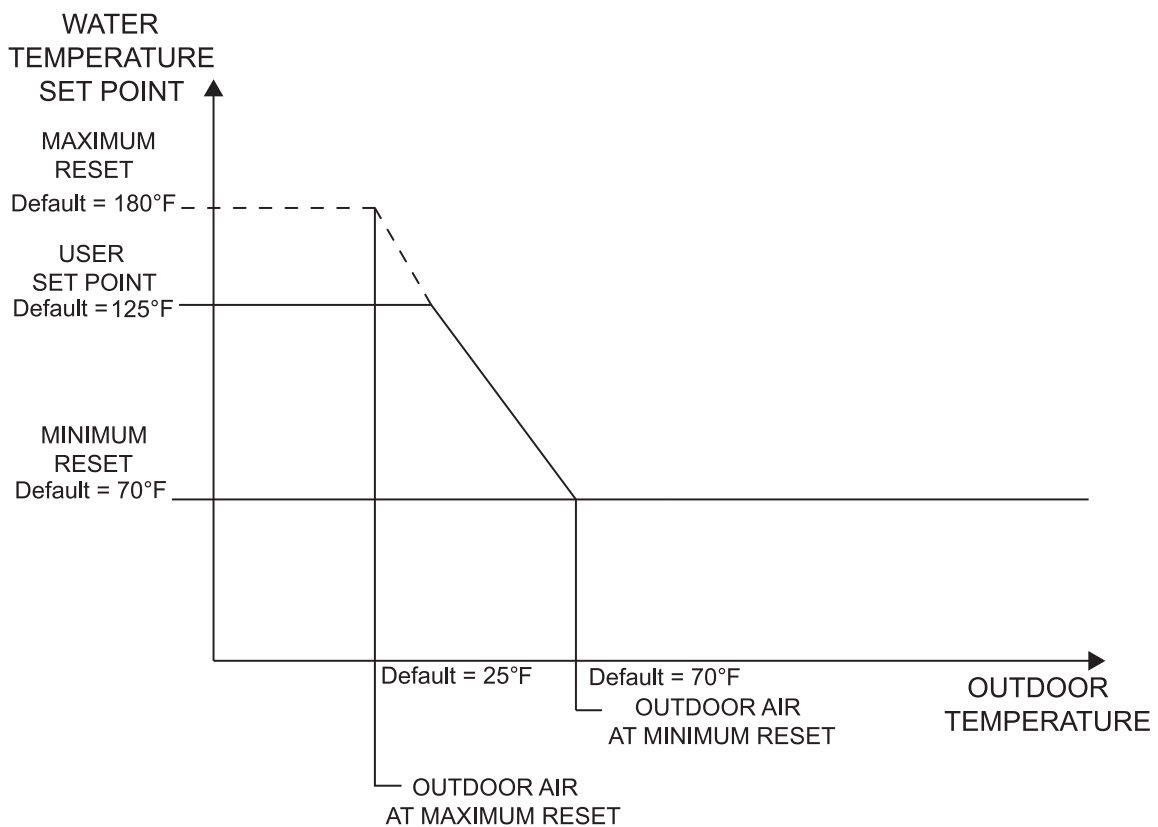 WATER
TEMPERATURE
SET POINT
MAXIMUM
RESET
Default = 180°F
USER
SET POINT
Default = 125°F
MINIMUM
RESET
Default = 70°F
Default = 25°F
Default = 70°F
OUTDOOR AIR
AT MINIMUM RESET
OUTDOOR
TEMPERATURE
OUTDOOR AIR
AT MAXIMUM RESET